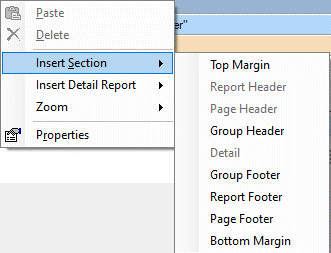 Paste
Delete
er"
Insert Section
Insert Detail Report
Zoom
Properties
Top Margin
Report Header
Page Header
Group Header
Detail
Group Footer
Report Footer
Page Footer
Bottom Margin